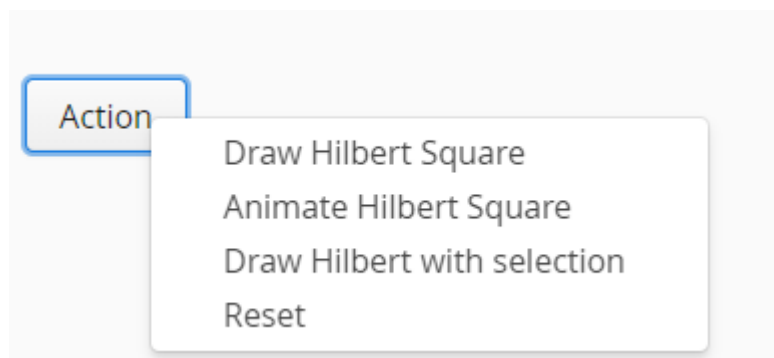 Action
Draw Hilbert Square
Animate Hilbert Square
Draw Hilbert with selection
Reset